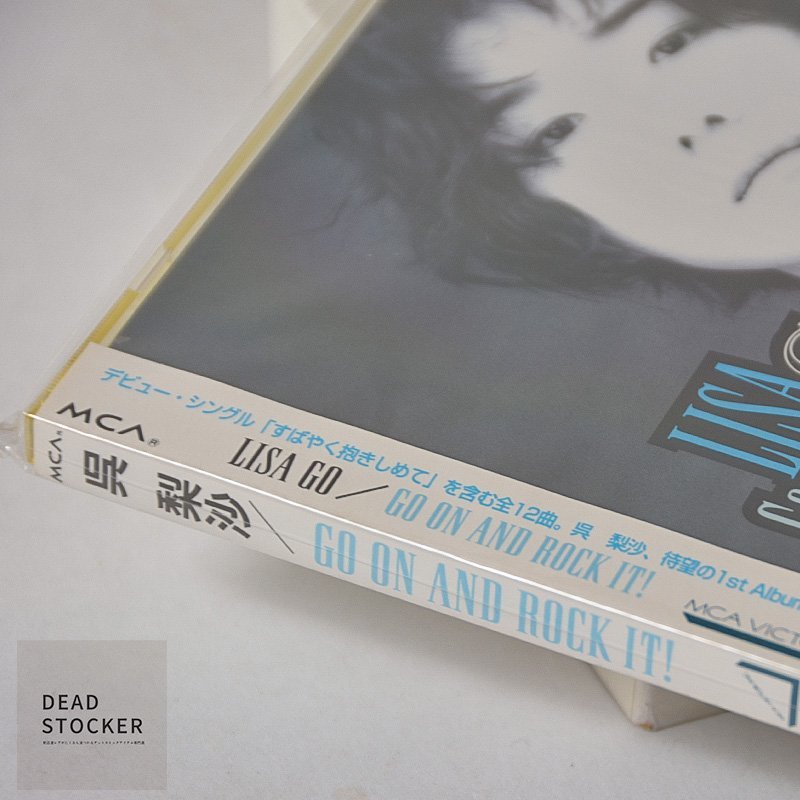 LISA
デビュー・シングル「すばやく抱きしめて」を含む全12曲。呉 梨沙、待望の1st Album
MCA®
LISA GO／GO ON AND ROCK IT!
MCA VICT
MCA®
呉 梨沙／GO ON AND ROCK IT!
DEAD
STOCKER